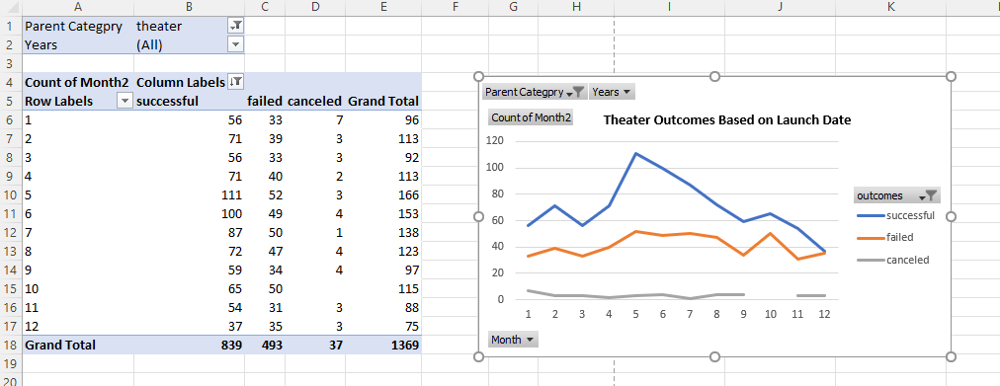 A B C D E F G H I J K
1 Parent Categpry theater
2 Years (All)
3
4 Count of Month2 Column Labels
5 Row Labels successful failed canceled Grand Total
6 1 56 33 7 96
7 2 71 39 3 113
8 3 56 33 3 92
9 4 71 40 2 113
10 5 111 52 3 166
11 6 100 49 4 153
12 7 87 50 1 138
13 8 72 47 4 123
14 9 59 34 4 97
15 10 65 50 115
16 11 54 31 3 88
17 12 37 35 3 75
18 Grand Total 839 493 37 1369
19
20
Parent Categpry Years
Count of Month2
Theater Outcomes Based on Launch Date
120
100
80
60
40
20
0
1 2 3 4 5 6 7 8 9 10 11 12
outcomes
successful
failed
canceled
Month